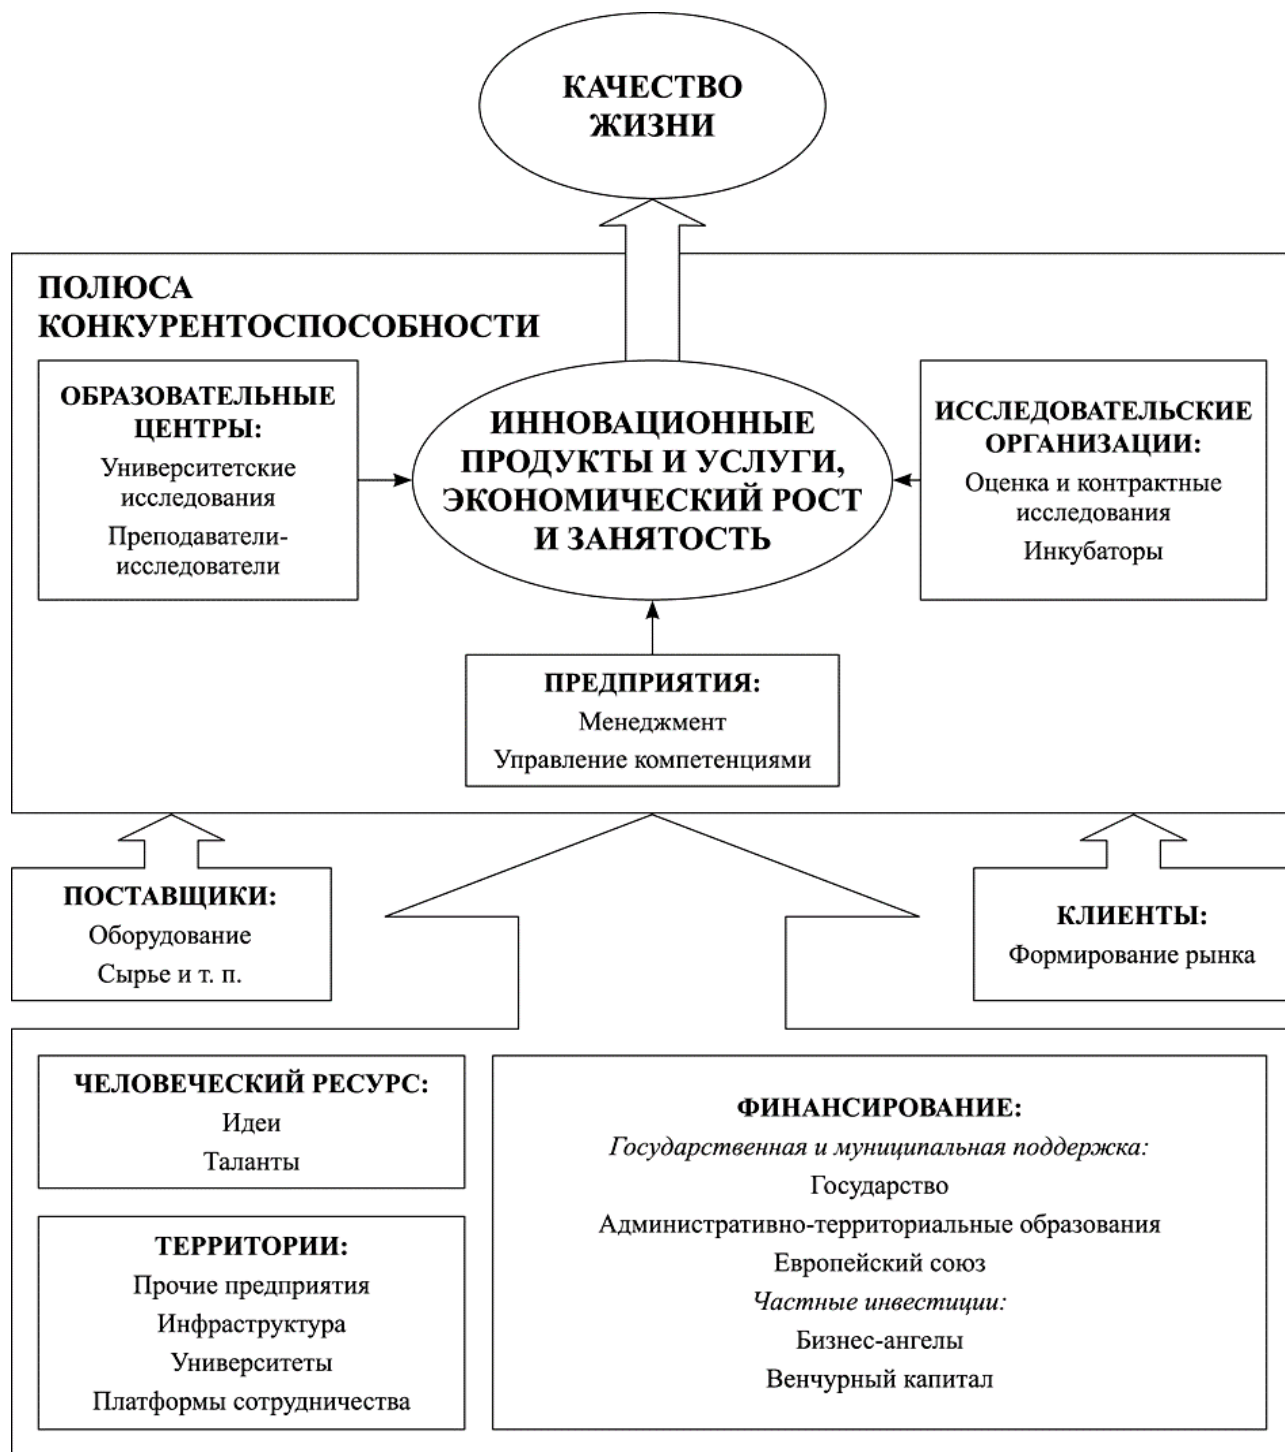 КАЧЕСТВО
ЖИЗНИ
ПОЛЮСА
КОНКУРЕНТОСПОСОБНОСТИ
ОБРАЗОВАТЕЛЬНЫЕ
ЦЕНТРЫ:
Университетские
исследования
Преподаватели-
исследователи
ИННОВАЦИОННЫЕ
ПРОДУКТЫ И УСЛУГИ,
ЭКОНОМИЧЕСКИЙ РОСТ
И ЗАНЯТОСТЬ
ИССЛЕДОВАТЕЛЬСКИЕ
ОРГАНИЗАЦИИ:
Оценка и контрактные
исследования
Инкубаторы
ПРЕДПРИЯТИЯ:
Менеджмент
Управление компетенциями
ПОСТАВЩИКИ:
Оборудование
Сырье и т. п.
КЛИЕНТЫ:
Формирование рынка
ЧЕЛОВЕЧЕСКИЙ РЕСУРС:
Идеи
Таланты
ТЕРРИТОРИИ:
Прочие предприятия
Инфраструктура
Университеты
Платформы сотрудничества
ФИНАНСИРОВАНИЕ:
Государственная и муниципальная поддержка:
Государство
Административно-территориальные образования
Европейский союз
Частные инвестиции:
Бизнес-ангелы
Венчурный капитал